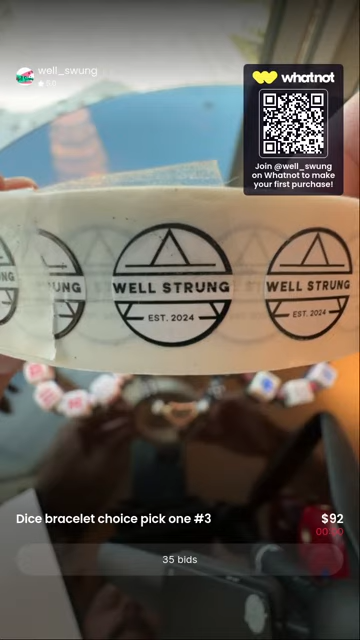 well_swung
whatnot
Join @well_swung
on Whatnot to make
your first purchase!
UNG
WELL STRUNG
EST. 2024
WELL STRUNG
EST. 2024
Dice bracelet choice pick one #3
$92
35 bids